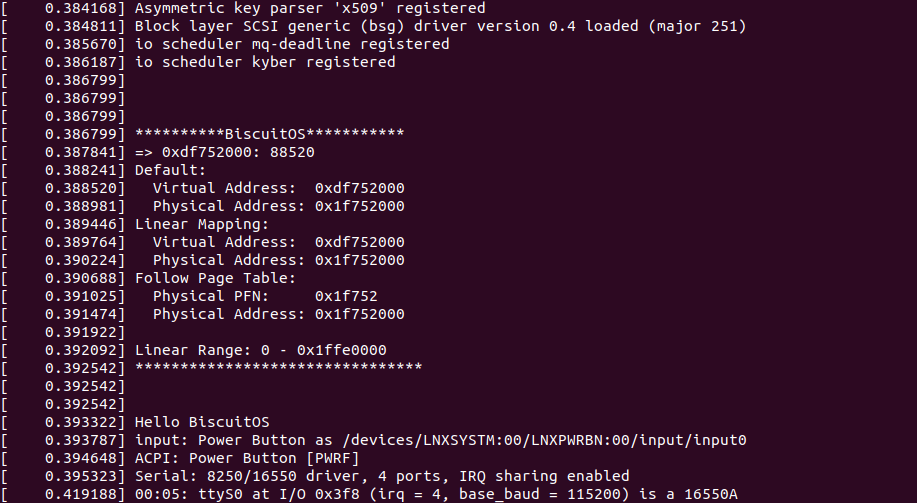 [    0.384168] Asymmetric key parser 'x509' registered
[    0.384811] Block layer SCSI generic (bsg) driver version 0.4 loaded (major 251)
[    0.385670] io scheduler mq-deadline registered
[    0.386187] io scheduler kyber registered
[    0.386799]
[    0.386799]
[    0.386799]
[    0.386799] **********BiscuitOS***********
[    0.387841] => 0xdf752000: 88520
[    0.388241] Default:
[    0.388520]   Virtual Address:  0xdf752000
[    0.388981]   Physical Address: 0x1f752000
[    0.389446] Linear Mapping:
[    0.389764]   Virtual Address:  0xdf752000
[    0.390224]   Physical Address: 0x1f752000
[    0.390688] Follow Page Table:
[    0.391025]   Physical PFN:     0x1f752
[    0.391474]   Physical Address: 0x1f752000
[    0.391922]
[    0.392092] Linear Range: 0 - 0x1ffe0000
[    0.392542] ********************************
[    0.392542]
[    0.392542]
[    0.393322] Hello BiscuitOS
[    0.393787] input: Power Button as /devices/LNXSYSTM:00/LNXPWRBN:00/input/input0
[    0.394648] ACPI: Power Button [PWRF]
[    0.395323] Serial: 8250/16550 driver, 4 ports, IRQ sharing enabled
[    0.419188] 00:05: ttyS0 at I/O 0x3f8 (irq = 4, base_baud = 115200) is a 16550A